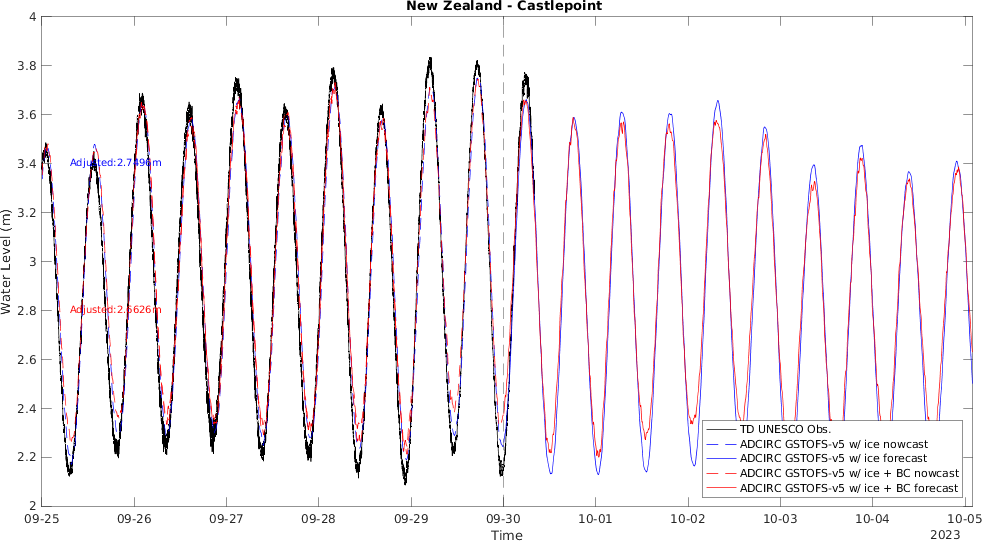 New Zealand - Castlepoint
4
3.8
3.6
3.4
3.2
3
2.8
2.6
2.4
2.2
2
Water Level (m)
Adjusted:2.7496m
Adjusted:2.6626m
TD UNESCO Obs.
ADCIRC GSTOFS-v5 w/ ice nowcast
ADCIRC GSTOFS-v5 w/ ice forecast
ADCIRC GSTOFS-v5 w/ ice + BC nowcast
ADCIRC GSTOFS-v5 w/ ice + BC forecast
09-25 09-26 09-27 09-28 09-29 09-30 10-01 10-02 10-03 10-04 10-05
Time
2023